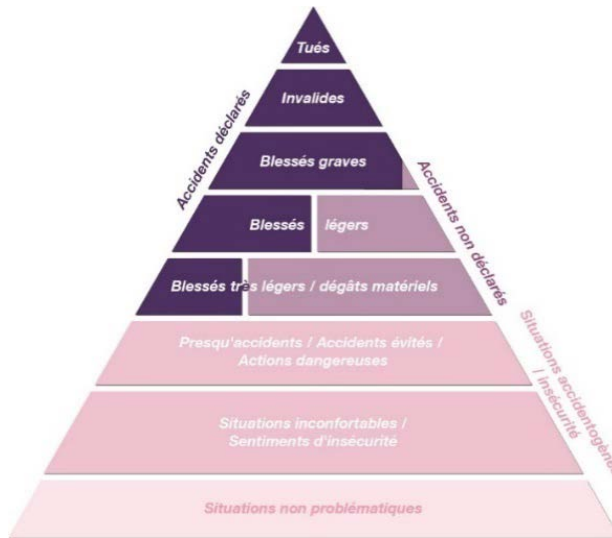 Tués
Invalides
Blessés graves
Blessés légers
Blessés très légers / dégâts matériels
Presqu'accidents / Accidents évités /
Actions dangereuses
Situations inconfortables /
Sentiments d'insécurité
Situations non problématiques
Accidents déclarés
Accidents non déclarés
Situations accidentogènes
/ insécurité